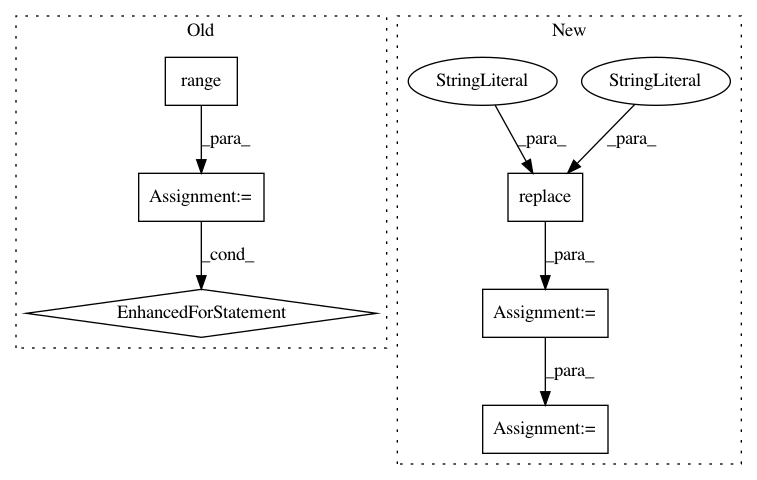 Old
range
_para_
Assignment:=
_cond_
EnhancedForStatement
New
StringLiteral
StringLiteral
_para_
_para_
replace
_para_
Assignment:=
_para_
Assignment:=